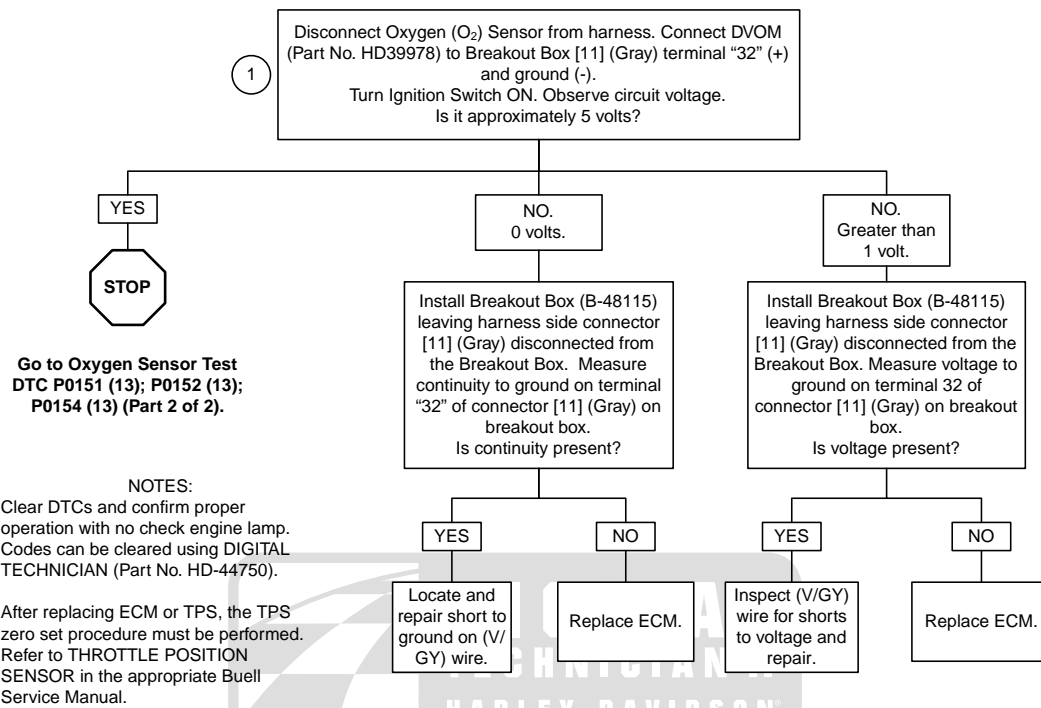 1
Disconnect Oxygen (O₂) Sensor from harness. Connect DVOM
(Part No. HD39978) to Breakout Box [11] (Gray) terminal “32” (+)
and ground (-).
Turn Ignition Switch ON. Observe circuit voltage.
Is it approximately 5 volts?
YES
STOP
Go to Oxygen Sensor Test
DTC P0151 (13); P0152 (13);
P0154 (13) (Part 2 of 2).
NO.
0 volts.
Install Breakout Box (B-48115)
leaving harness side connector
[11] (Gray) disconnected from
the Breakout Box. Measure
continuity to ground on terminal
“32” of connector [11] (Gray) on
breakout box.
Is continuity present?
YES
Locate and
repair short to
ground on (V/
GY) wire.
NO
Replace ECM.
NO.
Greater than
1 volt.
Install Breakout Box (B-48115)
leaving harness side connector
[11] (Gray) disconnected from the
Breakout Box. Measure voltage to
ground on terminal 32 of
connector [11] (Gray) on breakout
box.
Is voltage present?
YES
Inspect (V/GY)
wire for shorts
to voltage and
repair.
NO
Replace ECM.
NOTES:
Clear DTCs and confirm proper
operation with no check engine lamp.
Codes can be cleared using DIGITAL
TECHNICIAN (Part No. HD-44750).
After replacing ECM or TPS, the TPS
zero set procedure must be performed.
Refer to THROTTLE POSITION
SENSOR in the appropriate Buell
Service Manual.
HARLEY-DAVIDSON